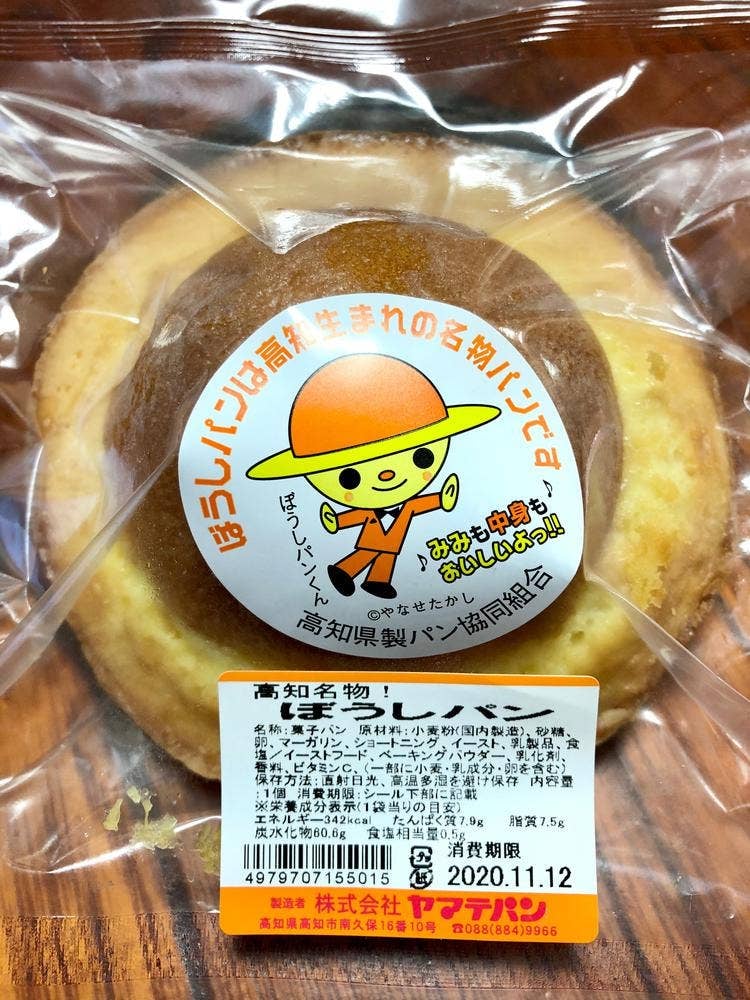 ぼうしパンは高知生まれの名物パンです
ぼうしパンくん
♪みみも中身も♪
おいしいよっ!!
©やなせたかし
高知県製パン協同組合
高知名物！
ぼうしパン
名称:菓子パン 原材料:小麦粉(国内製造)、砂糖、
卵、マーガリン、ショートニング、イースト、乳製品、食
塩/イーストフード、ベーキングパウダー、乳化剤、
香料、ビタミンC、(一部に小麦・乳成分・卵を含む)
保存方法:直射日光、高温多湿を避け保存 内容量
:1個 消費期限:シール下部に記載
※栄養成分表示(1袋当りの目安)
エネルギー342kcal たんぱく質7.9g 脂質7.5g
炭水化物60.6g 食塩相当量0.5g
4979707155015
消費期限
2020.11.12
製造者 株式会社 ヤマテパン
高知県高知市南久保16番10号 ☎088(884)9966